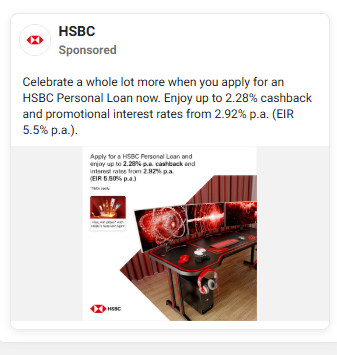 HSBC
Sponsored
Celebrate a whole lot more when you apply for an
HSBC Personal Loan now. Enjoy up to 2.28% cashback
and promotional interest rates from 2.92% p.a. (EIR
5.5% p.a.).
Apply for a HSBC Personal Loan and
enjoy up to 2.28% p.a. cashback and
interest rates from 2.92% p.a.
(EIR 5.50% p.a.)
HSBC